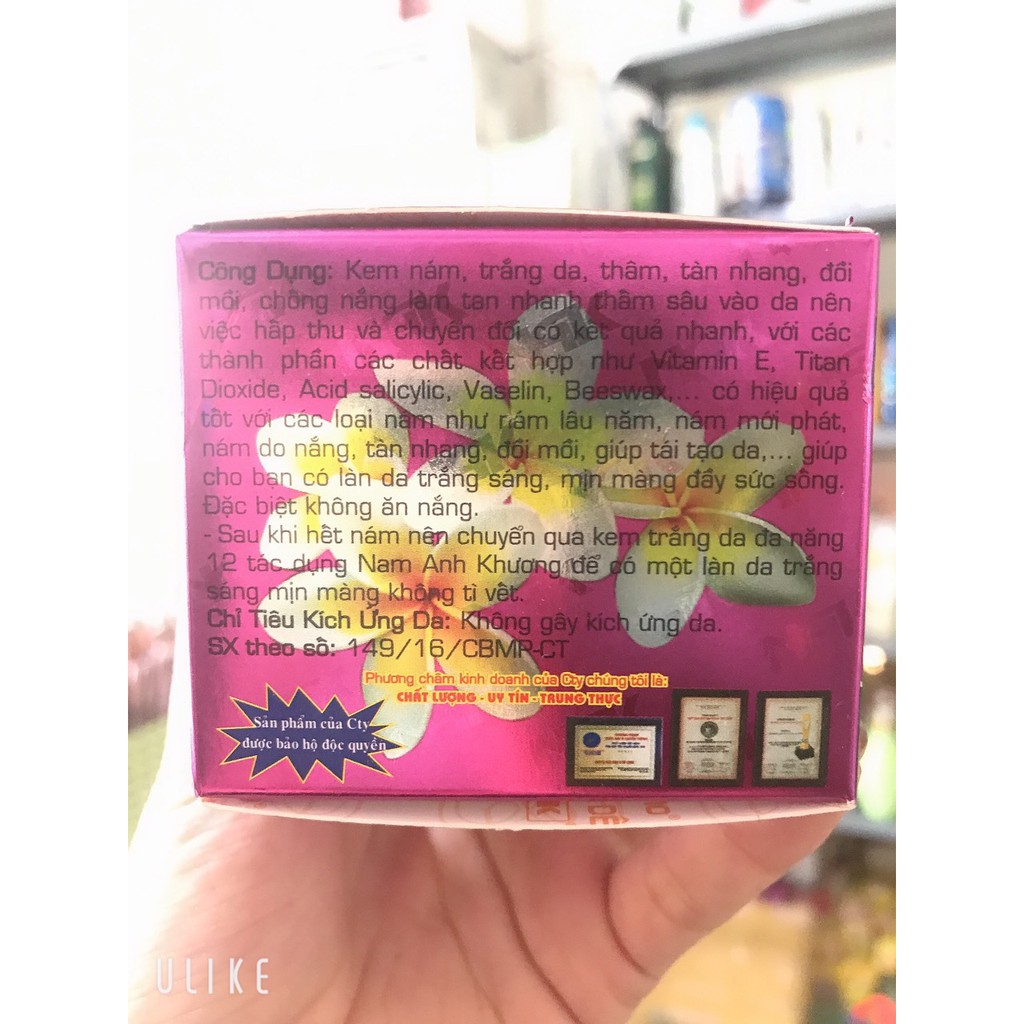 Công Dụng: Kem nám, trắng da, thâm, tàn nhang, đồi
mồi, chống nắng làm tan nhanh thấm sâu vào da nên
việc hấp thu và chuyển đổi có kết quả nhanh, với các
thành phần các chất kết hợp như Vitamin E, Titan
Dioxide, Acid salicylic, Vaselin, Beeswax,... có hiệu quả
tốt với các loại nám như nám lâu năm, nám mới phát,
nám do nắng, tàn nhang, đồi mồi, giúp tái tạo da,... giúp
cho bạn có làn da trắng sáng, mịn màng đầy sức sống.
Đặc biệt không ăn nắng.
- Sau khi hết nám nên chuyển qua kem trắng da đa năng
12 tác dụng Nam Anh Khương để có một làn da trắng
sáng mịn màng không tì vết.
Chỉ Tiêu Kích Ứng Da: Không gây kích ứng da.
SX theo số: 149/16/CBMP-CT
Phương châm kinh doanh của Cty chúng tôi là:
CHẤT LƯỢNG - UY TÍN - TRUNG THỰC
Sản phẩm của Cty
được bảo hộ độc quyền
ULIKE